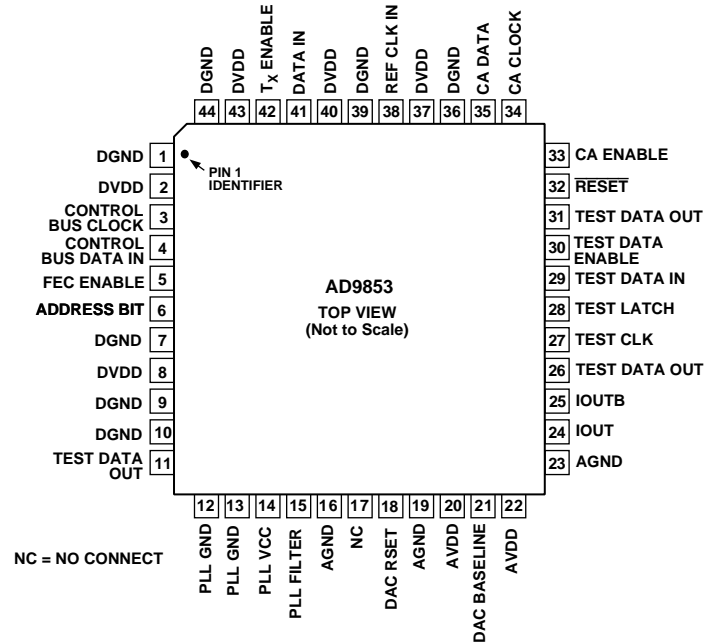 DGND
DVDD
TX ENABLE
DATA IN
DVDD
DGND
REF CLK IN
DVDD
DGND
CA DATA
CA CLOCK
44 43 42 41 40 39 38 37 36 35 34
DGND 1
DVDD 2
CONTROL
BUS CLOCK 3
CONTROL
BUS DATA IN 4
FEC ENABLE 5
ADDRESS BIT 6
DGND 7
DVDD 8
DGND 9
DGND 10
TEST DATA
OUT 11
PIN 1
IDENTIFIER
AD9853
TOP VIEW
(Not to Scale)
33 CA ENABLE
32 RESET
31 TEST DATA OUT
30 TEST DATA
ENABLE
29 TEST DATA IN
28 TEST LATCH
27 TEST CLK
26 TEST DATA OUT
25 IOUTB
24 IOUT
23 AGND
12 13 14 15 16 17 18 19 20 21 22
PLL GND
PLL GND
PLL VCC
PLL FILTER
AGND
NC
DAC RSET
AGND
AVDD
DAC BASELINE
AVDD
NC = NO CONNECT